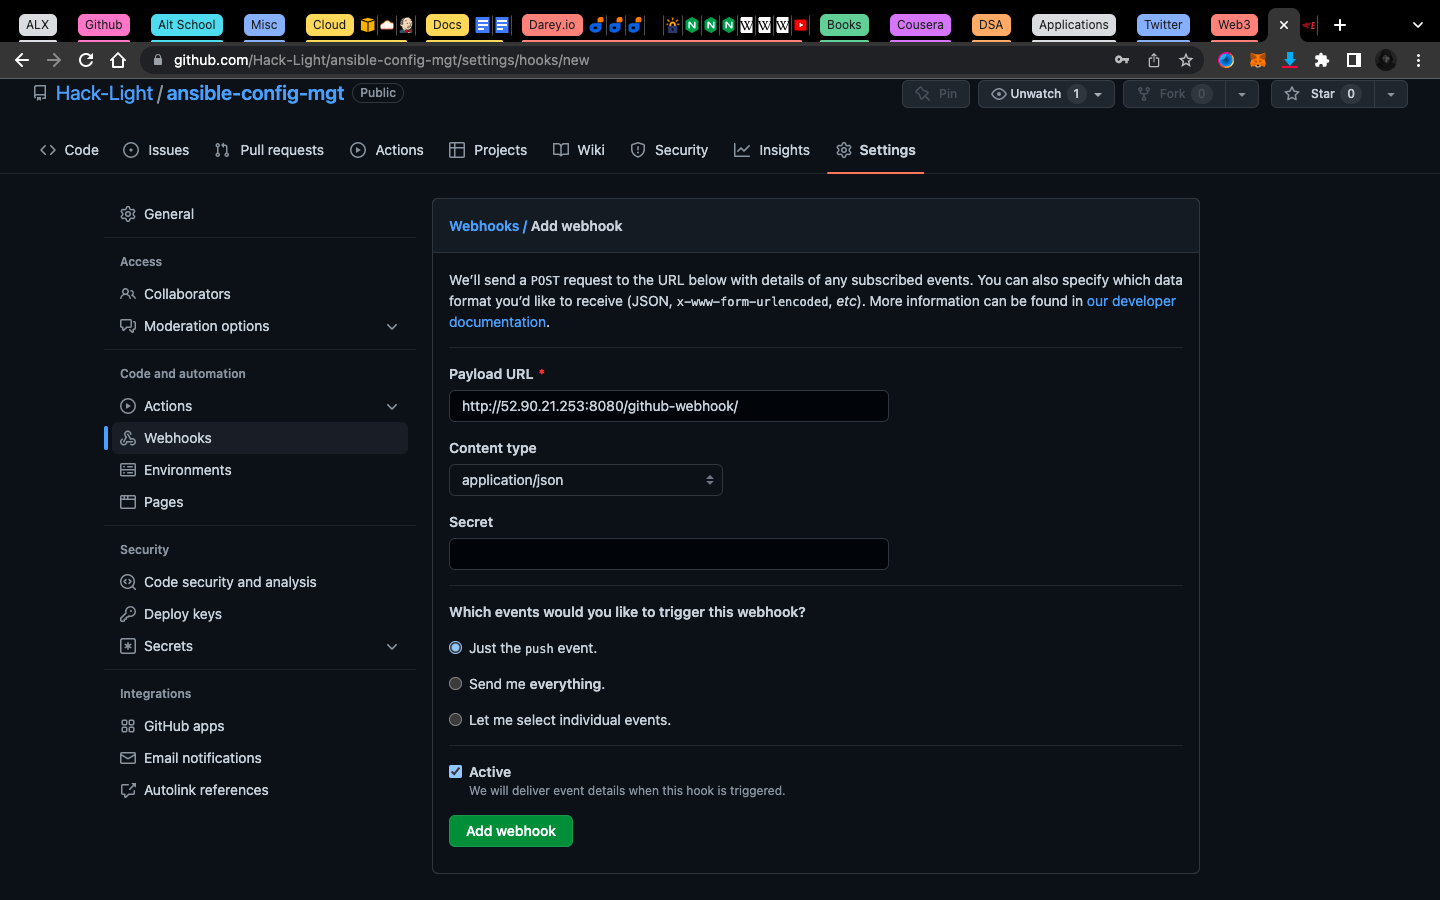 ALX Github Alt School Misc Cloud Docs Darey.io Books Cousera DSA Applications Twitter Web3
github.com/Hack-Light/ansible-config-mgt/settings/hooks/new
Hack-Light / ansible-config-mgt Public
Pin Unwatch 1 Fork 0 Star 0
Code Issues Pull requests Actions Projects Wiki Security Insights Settings
General
Access
Collaborators
Moderation options
Code and automation
Actions
Webhooks
Environments
Pages
Security
Code security and analysis
Deploy keys
Secrets
Integrations
GitHub apps
Email notifications
Autolink references
Webhooks / Add webhook
We’ll send a POST request to the URL below with details of any subscribed events. You can also specify which data
format you’d like to receive (JSON, x-www-form-urlencoded, etc). More information can be found in our developer
documentation.
Payload URL *
http://52.90.21.253:8080/github-webhook/
Content type
application/json
Secret
Which events would you like to trigger this webhook?
Just the push event.
Send me everything.
Let me select individual events.
Active
We will deliver event details when this hook is triggered.
Add webhook